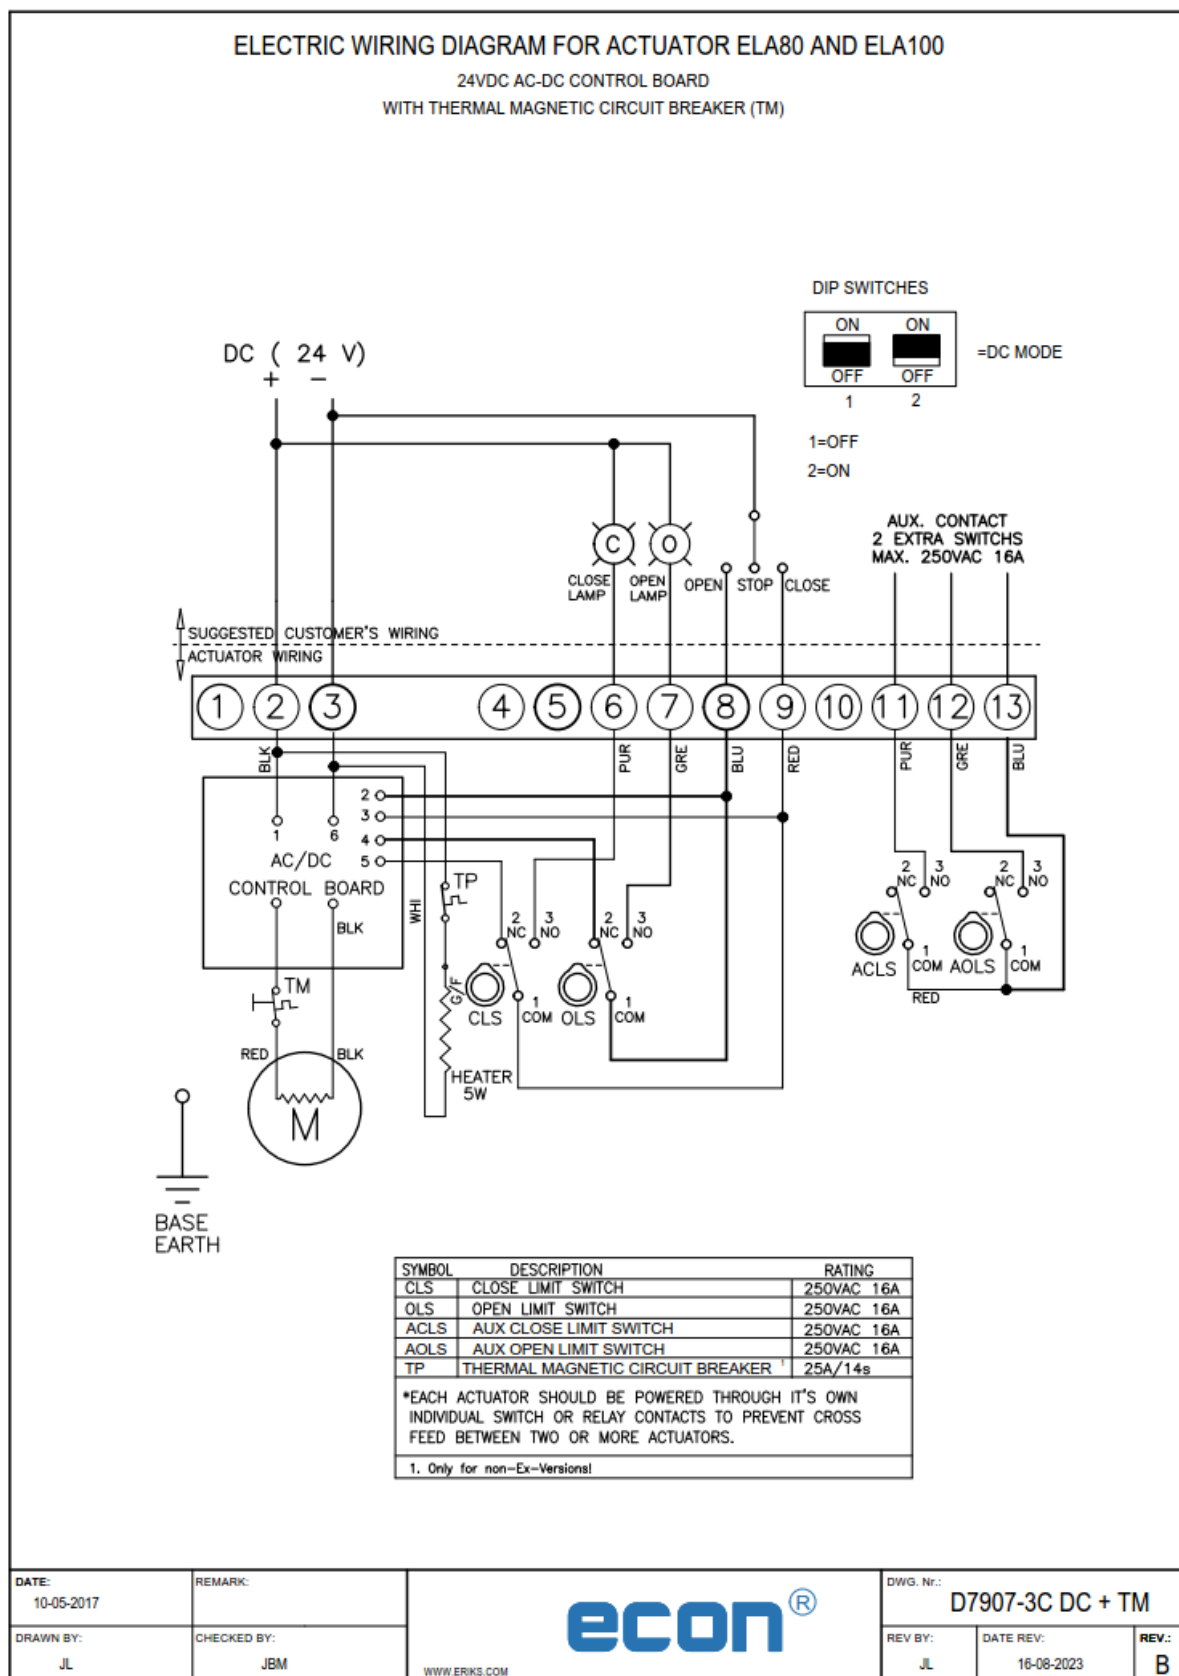 ELECTRIC WIRING DIAGRAM FOR ACTUATOR ELA80 AND ELA100
24VDC AC-DC CONTROL BOARD
WITH THERMAL MAGNETIC CIRCUIT BREAKER (TM)
DIP SWITCHES
ON ON
OFF OFF
=DC MODE
1 2
1=OFF
2=ON
DC ( 24 V)
+ −
AUX. CONTACT
2 EXTRA SWITCHS
MAX. 250VAC 16A
C O
CLOSE LAMP
OPEN LAMP
OPEN STOP CLOSE
SUGGESTED CUSTOMER'S WIRING
ACTUATOR WIRING
1 2 3 4 5 6 7 8 9 10 11 12 13
BLK PUR GRE BLU RED PUR GRE BLU
2
3
4
5
1 6
AC/DC
CONTROL BOARD
BLK
WHI
TP
G/F
TM
RED BLK
M
HEATER
5W
2 NC 3 NO
1 COM
CLS
2 NC 3 NO
1 COM
OLS
2 NC 3 NO
1 COM
ACLS
2 NC 3 NO
1 COM
AOLS
RED
BASE
EARTH
SYMBOL DESCRIPTION RATING
CLS CLOSE LIMIT SWITCH 250VAC 16A
OLS OPEN LIMIT SWITCH 250VAC 16A
ACLS AUX CLOSE LIMIT SWITCH 250VAC 16A
AOLS AUX OPEN LIMIT SWITCH 250VAC 16A
TP THERMAL MAGNETIC CIRCUIT BREAKER ¹ 25A/14s
*EACH ACTUATOR SHOULD BE POWERED THROUGH IT'S OWN
INDIVIDUAL SWITCH OR RELAY CONTACTS TO PREVENT CROSS
FEED BETWEEN TWO OR MORE ACTUATORS.
1. Only for non-Ex-Versions!
DATE:
10-05-2017
REMARK:
DRAWN BY:
JL
CHECKED BY:
JBM
econ®
WWW.ERIKS.COM
DWG. Nr.:
D7907-3C DC + TM
REV BY:
JL
DATE REV:
16-08-2023
REV.:
B